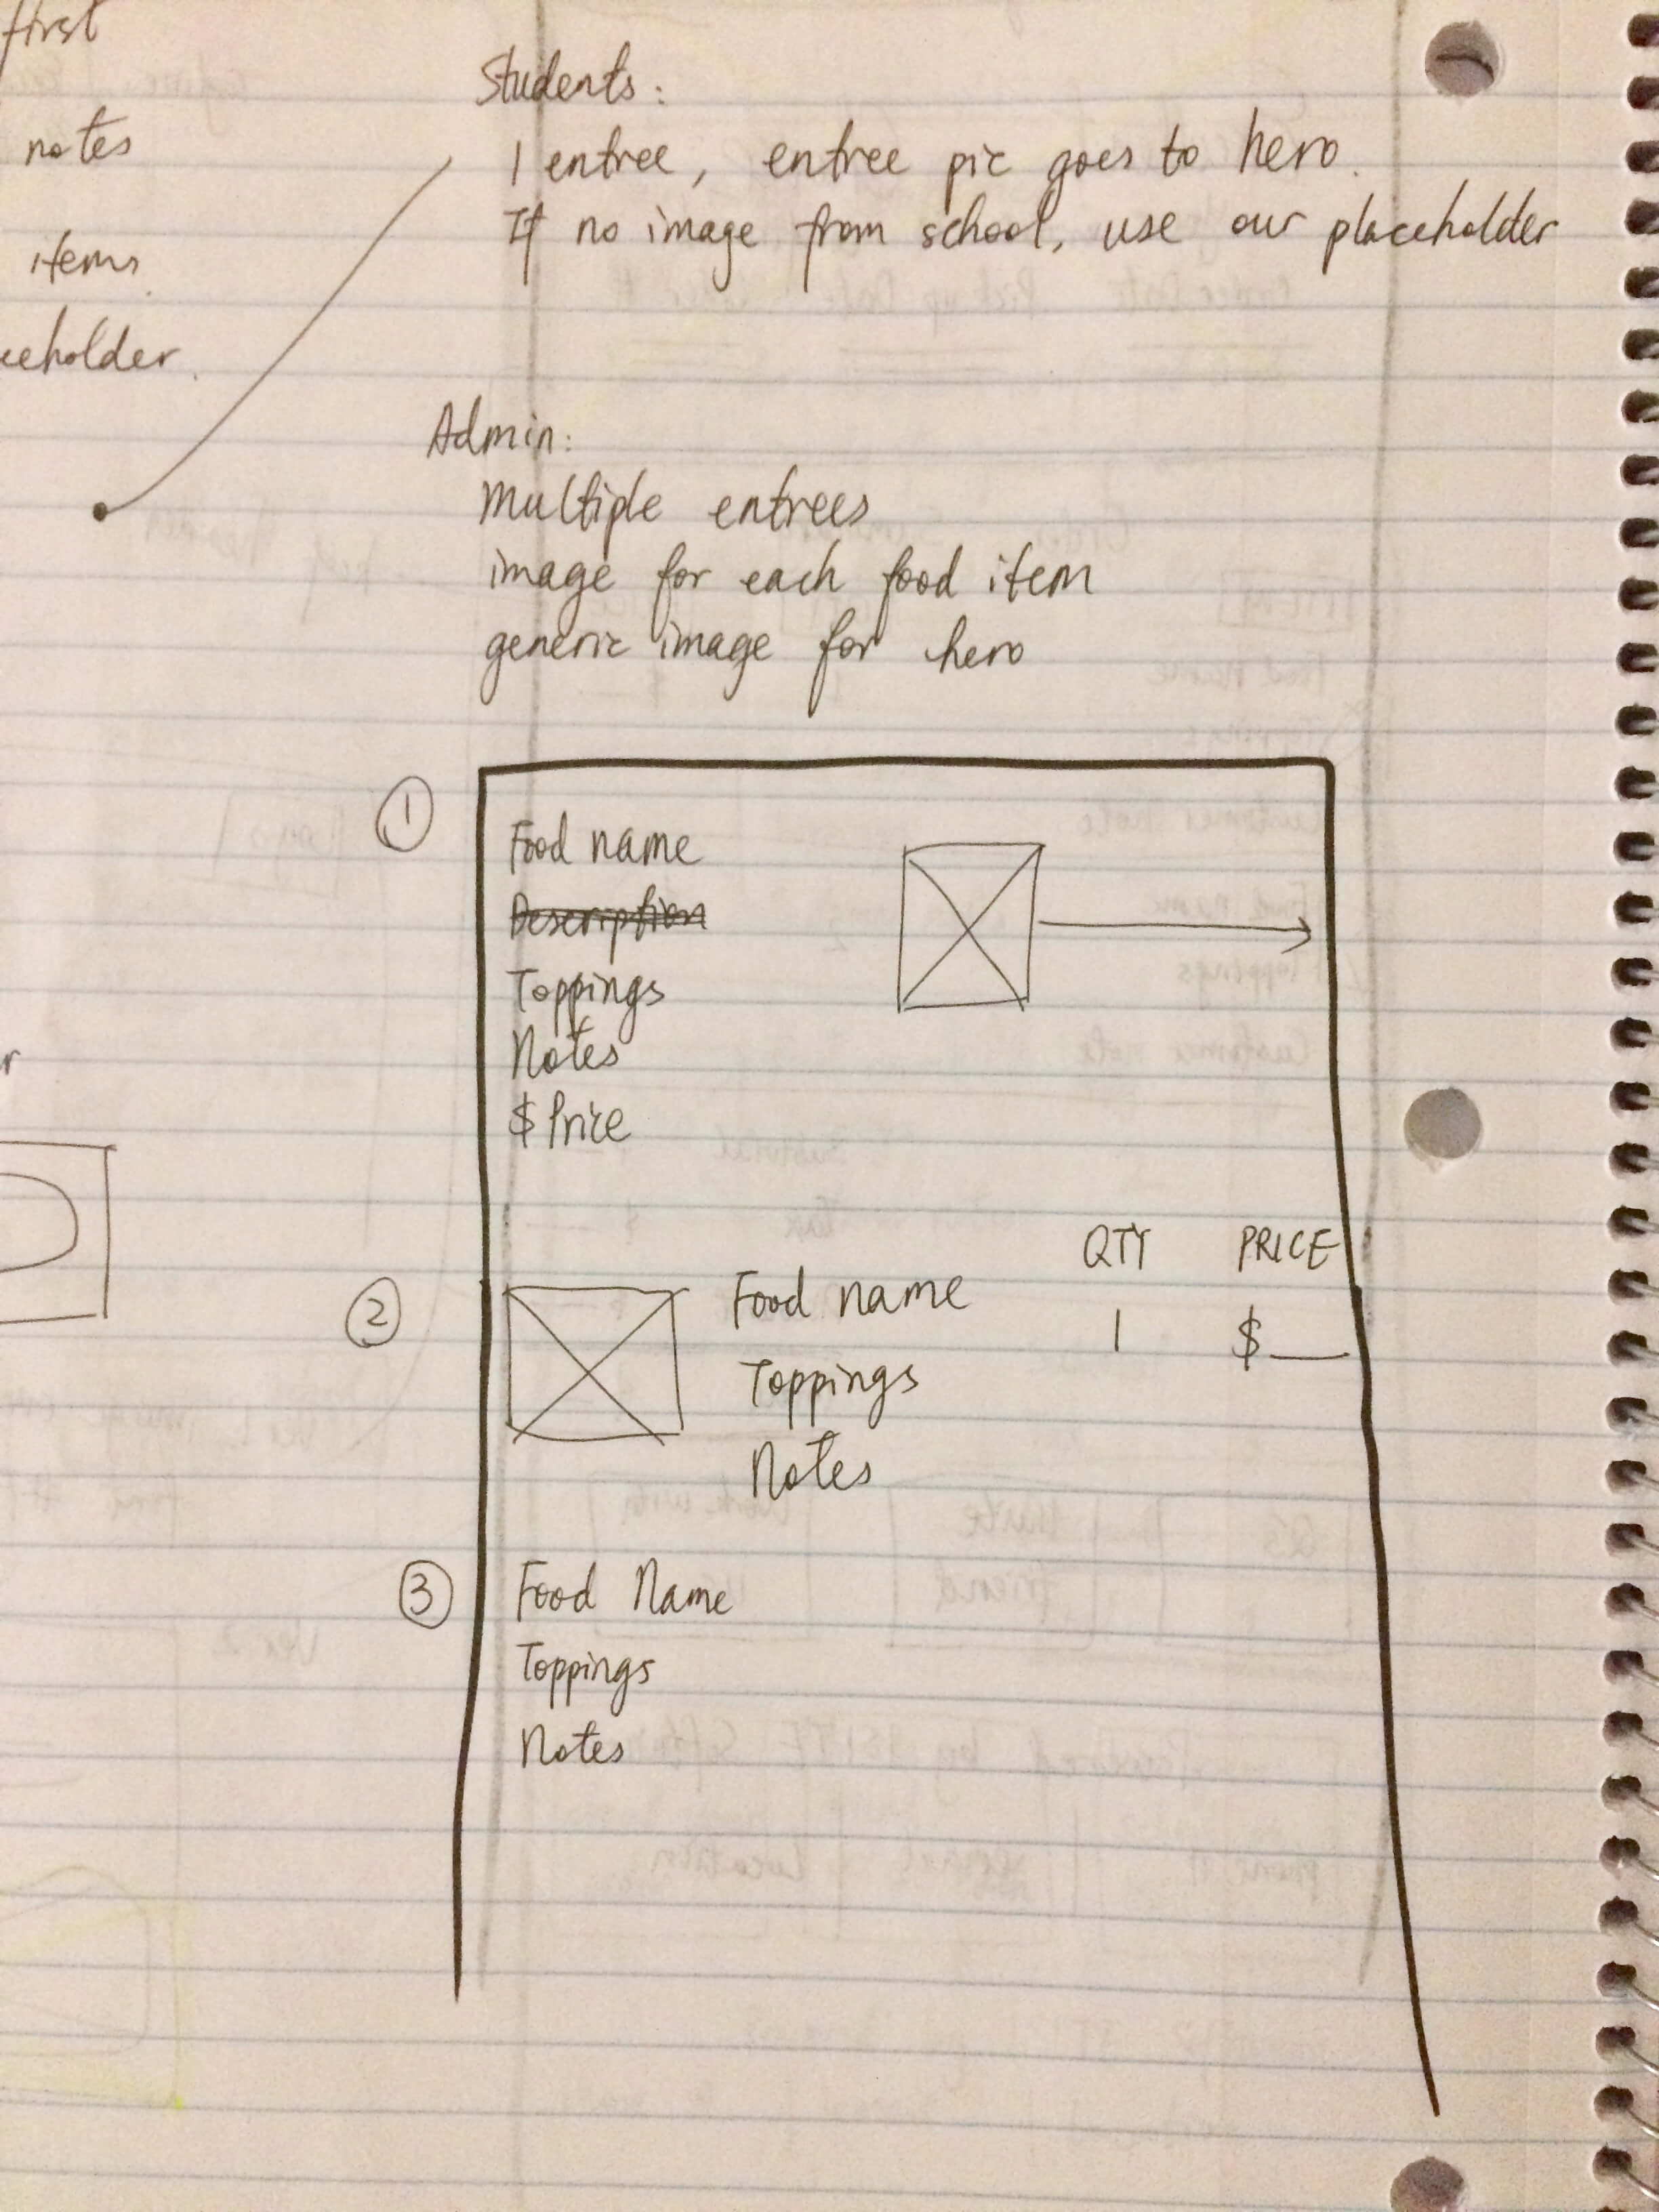 first
notes
items
ceholder.
Students:
1 entree, entree pic goes to hero.
If no image from school, use our placeholder
Admin:
Multiple entrees
image for each food item
generic image for hero
1
Food name
Description
Toppings
Notes
$ Price
QTY PRICE
2
Food name 1 $__
Toppings
Notes
3
Food Name
Toppings
Notes